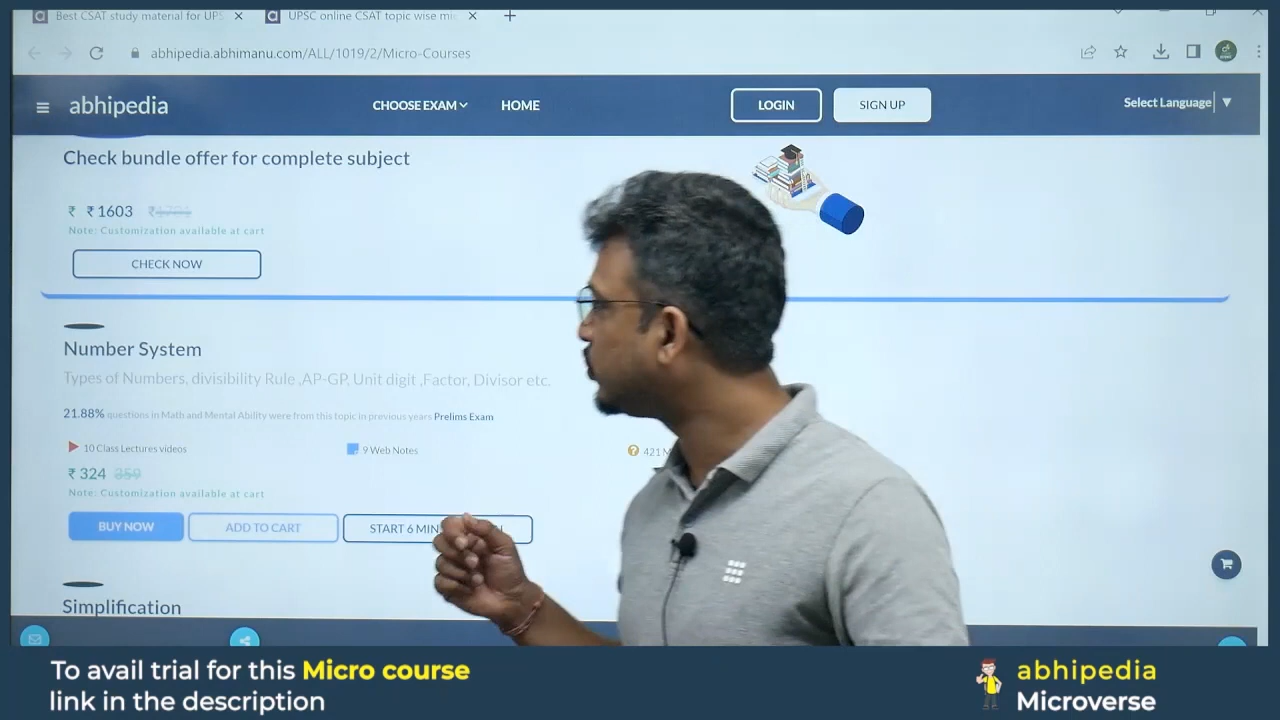 Best CSAT study material for UPS
UPSC online CSAT topic wise mi
abhipedia.abhimanu.com/ALL/1019/2/Micro-Courses
abhipedia
CHOOSE EXAM
HOME
LOGIN
SIGN UP
Select Language
Check bundle offer for complete subject
₹ ₹ 1603
Note: Customization available at cart
CHECK NOW
Number System
Types of Numbers, divisibility Rule ,AP-GP, Unit digit ,Factor, Divisor etc.
21.88% questions in Math and Mental Ability were from this topic in previous years Prelims Exam
10 Class Lectures videos
9 Web Notes
421 M
₹ 324 359
Note: Customization available at cart
BUY NOW
ADD TO CART
START 6 MIN
Simplification
To avail trial for this Micro course
link in the description
abhipedia
Microverse